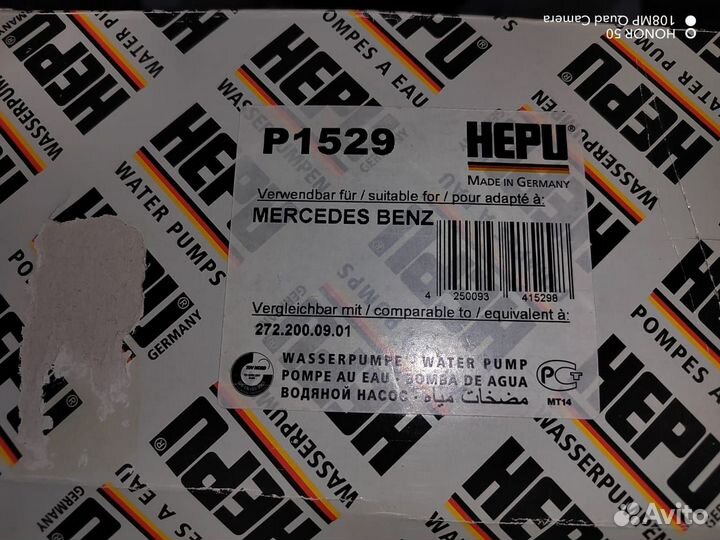 HONOR 50
108MP Quad Camera
P1529
HEPU®
MADE IN GERMANY
Verwendbar für / suitable for / pour adapté à:
MERCEDES BENZ
4 250093 415298
Vergleichbar mit / comparable to / equivalent à:
272.200.09.01
WASSERPUMPE · WATER PUMP
POMPE AU EAU · BOMBA DE AGUA
ВОДЯНОЙ НАСОС · مضخات مياه
РСТ
MT14
HEPU
WASSERPUMPEN
WATER PUMPS
POMPES A EAU
GERMANY
Avito